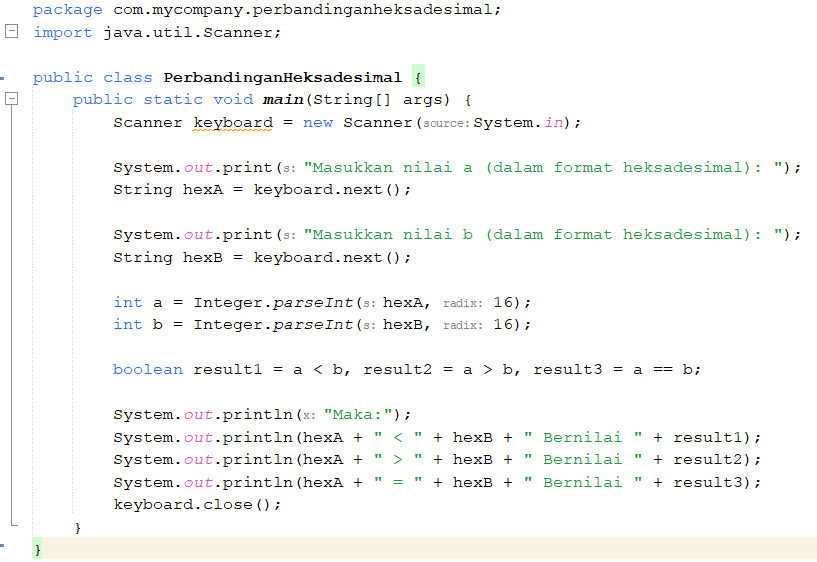 package com.mycompany.perbandinganheksadesimal;
import java.util.Scanner;
public class PerbandinganHeksadesimal {
public static void main(String[] args) {
Scanner keyboard = new Scanner(source: System.in);
System.out.print(s: "Masukkan nilai a (dalam format heksadesimal): ");
String hexA = keyboard.next();
System.out.print(s: "Masukkan nilai b (dalam format heksadesimal): ");
String hexB = keyboard.next();
int a = Integer.parseInt(s: hexA, radix: 16);
int b = Integer.parseInt(s: hexB, radix: 16);
boolean result1 = a < b, result2 = a > b, result3 = a == b;
System.out.println(x: "Maka:");
System.out.println(hexA + " < " + hexB + " Bernilai " + result1);
System.out.println(hexA + " > " + hexB + " Bernilai " + result2);
System.out.println(hexA + " = " + hexB + " Bernilai " + result3);
keyboard.close();
}
}